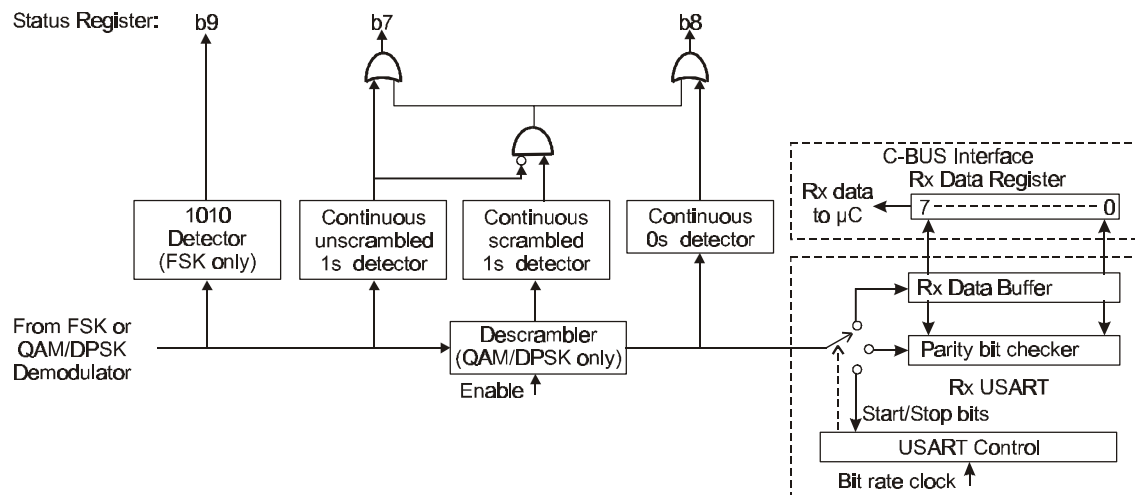 Status Register:
b9
b7
b8
C-BUS Interface
Rx Data Register
Rx data
to µC
7
0
1010
Detector
(FSK only)
Continuous
unscrambled
1s detector
Continuous
scrambled
1s detector
Continuous
0s detector
Rx Data Buffer
From FSK or
QAM/DPSK
Demodulator
Descrambler
(QAM/DPSK only)
Enable
Parity bit checker
Rx USART
Start/Stop bits
USART Control
Bit rate clock